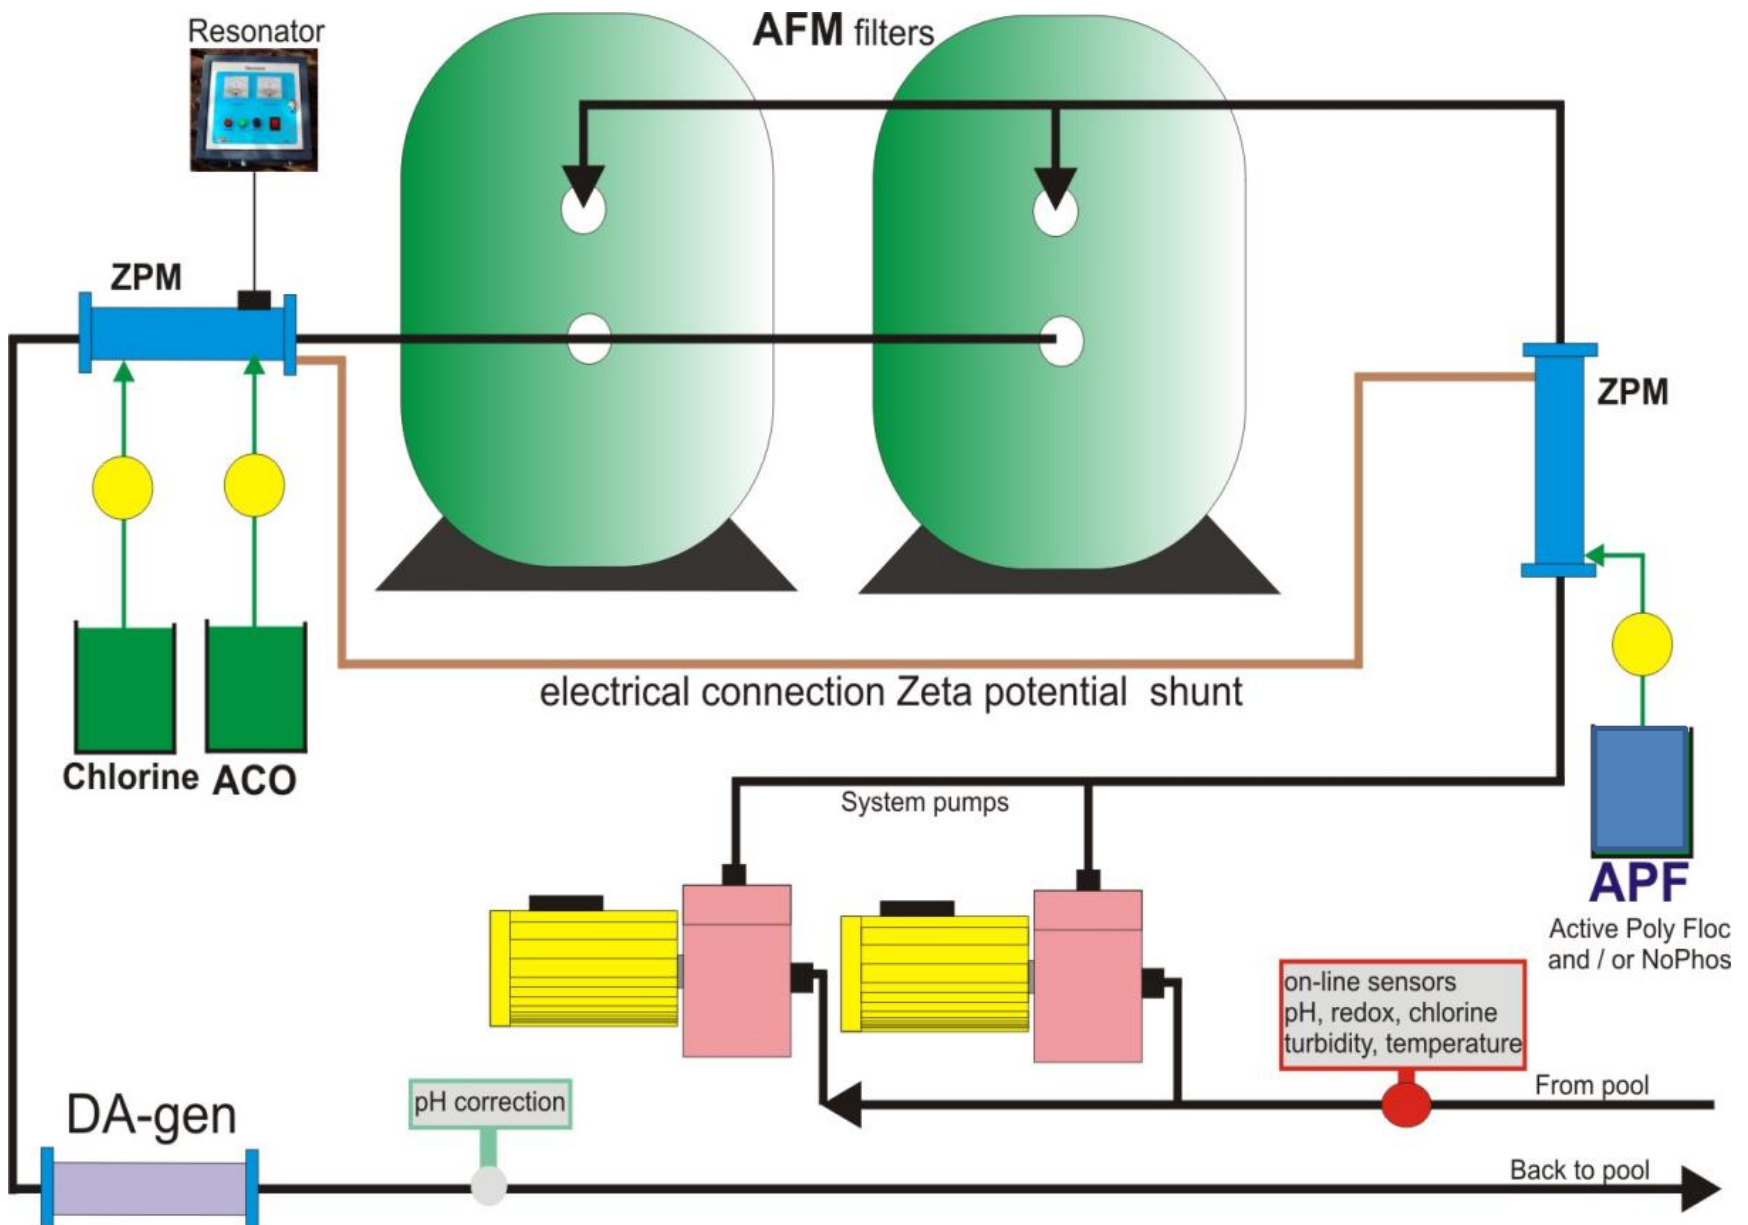 Resonator
AFM filters
ZPM
ZPM
Chlorine ACO
electrical connection Zeta potential shunt
System pumps
APF
Active Poly Floc
and / or NoPhos
on-line sensors
pH, redox, chlorine
turbidity, temperature
From pool
DA-gen
pH correction
Back to pool